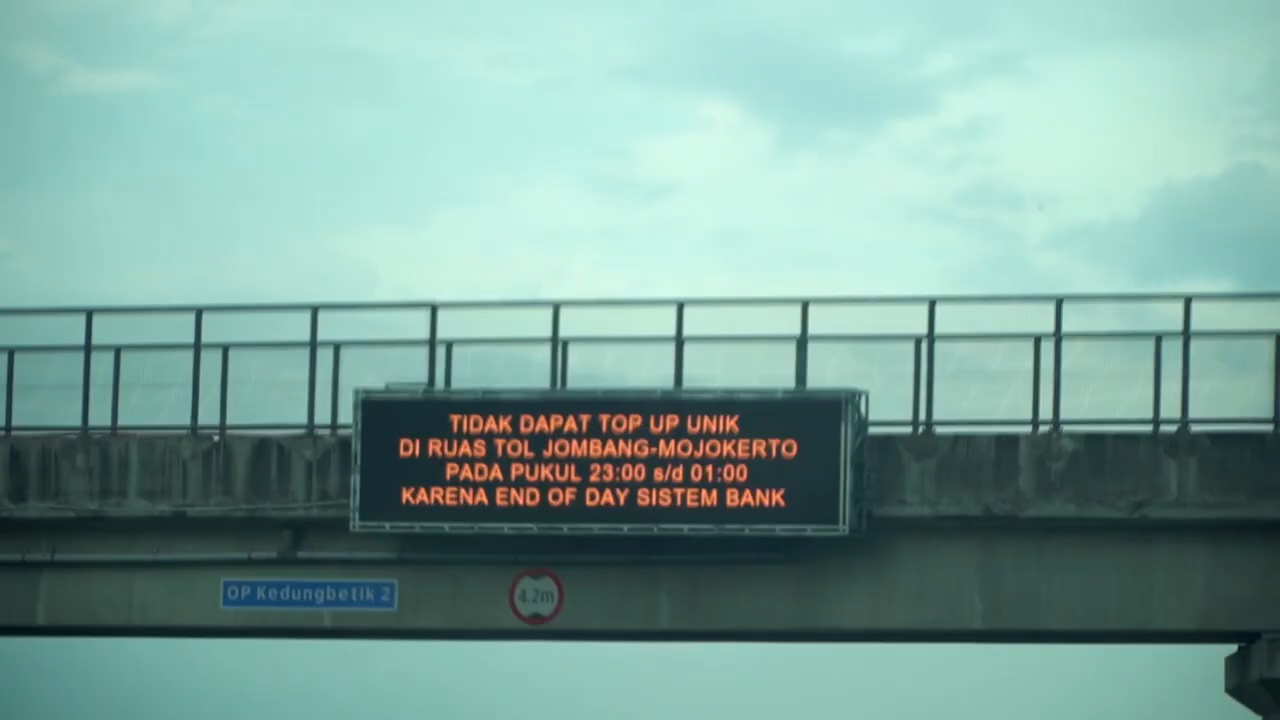 TIDAK DAPAT TOP UP UNIK
DI RUAS TOL JOMBANG-MOJOKERTO
PADA PUKUL 23:00 s/d 01:00
KARENA END OF DAY SISTEM BANK
OP Kedungbetik 2
4.2m